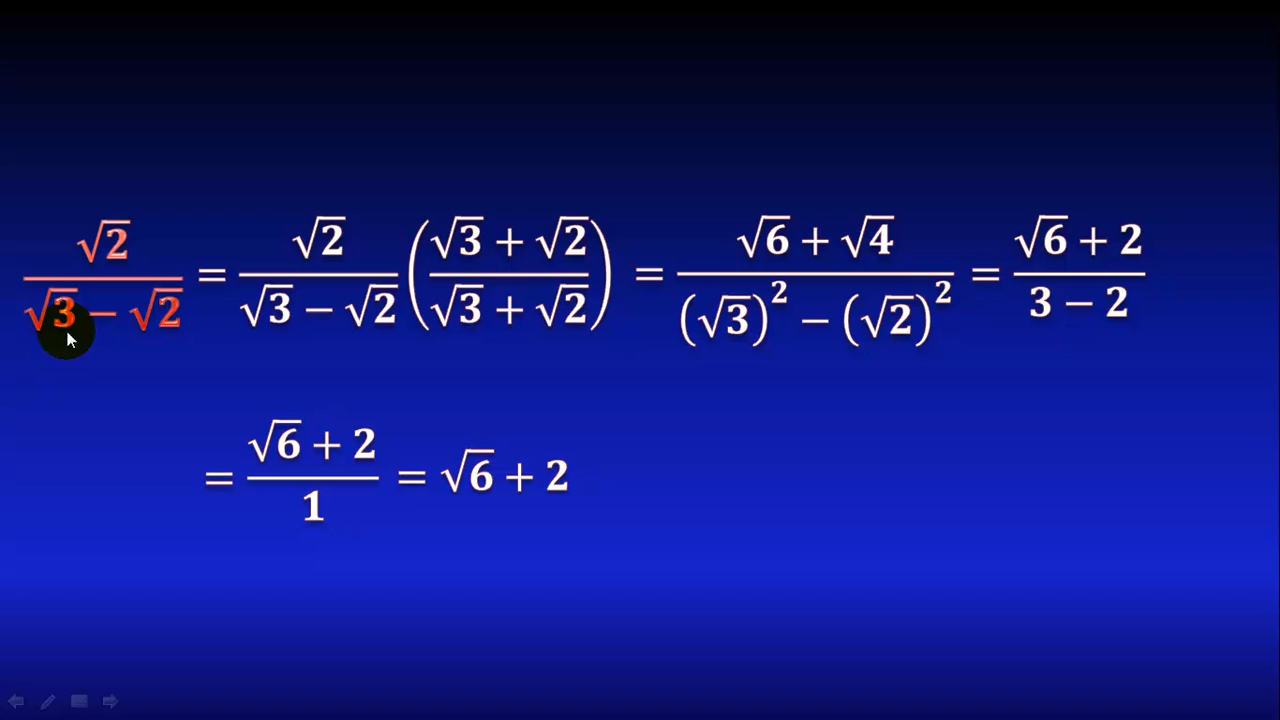 √2/(√3 − √2) = √2/(√3 − √2) ((√3 + √2)/(√3 + √2)) = (√6 + √4)/((√3)² − (√2)²) = (√6 + 2)/(3 − 2)
= (√6 + 2)/1 = √6 + 2